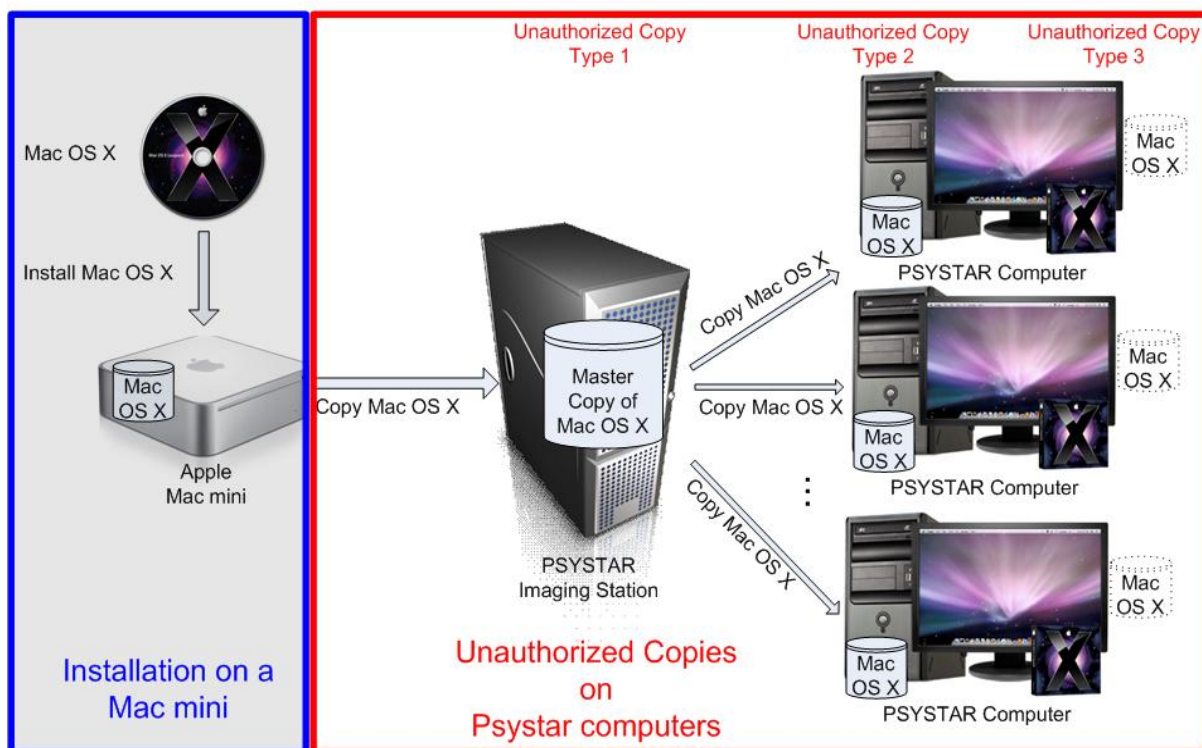 Mac OS X
Install Mac OS X
Mac
OS X
Apple
Mac mini
Installation on a
Mac mini
Unauthorized Copy
Type 1
Unauthorized Copy
Type 2
Unauthorized Copy
Type 3
Copy Mac OS X
Master
Copy of
Mac OS X
PSYSTAR
Imaging Station
Copy Mac OS X
Copy Mac OS X
Copy Mac OS X
Mac
OS X
Mac
OS X
PSYSTAR Computer
Mac
OS X
Mac
OS X
PSYSTAR Computer
Mac
OS X
Mac
OS X
PSYSTAR Computer
Unauthorized Copies
on
Psystar computers